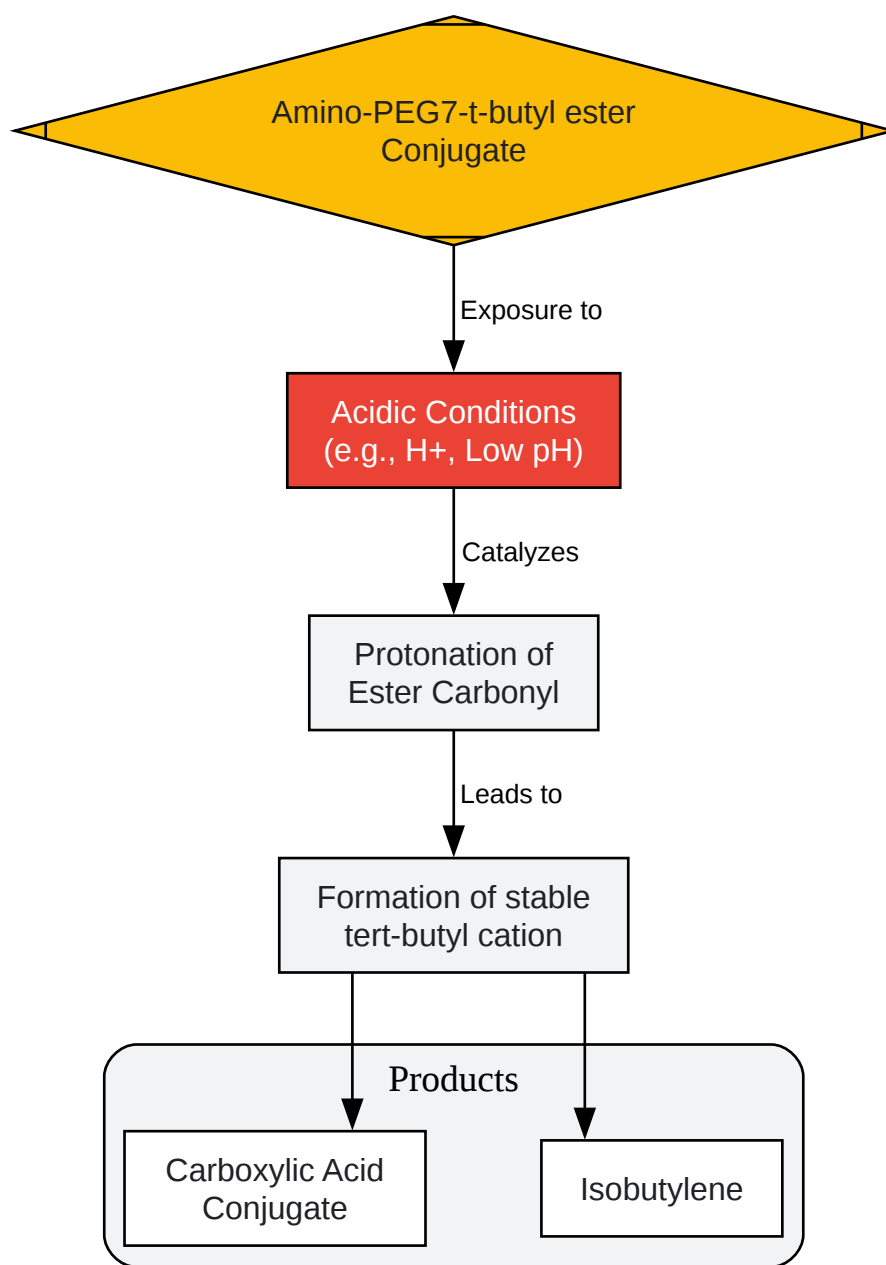 Amino-PEG7-t-butyl ester
Conjugate
Exposure to
Acidic Conditions
(e.g., H+, Low pH)
Catalyzes
Protonation of
Ester Carbonyl
Leads to
Formation of stable
tert-butyl cation
Products
Carboxylic Acid
Conjugate
Isobutylene